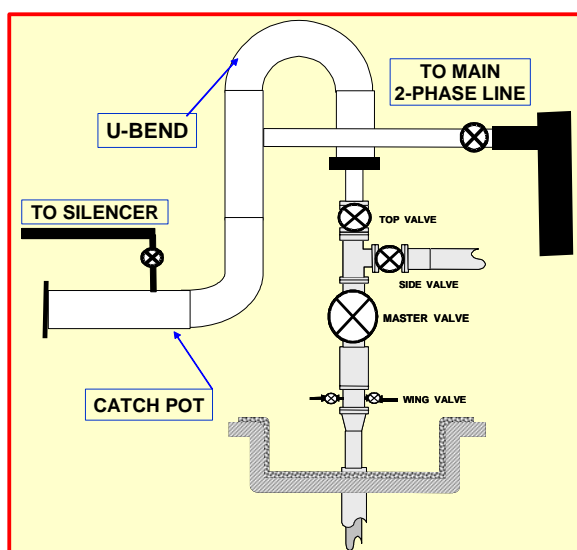 TO MAIN
2-PHASE LINE
U-BEND
TO SILENCER
TOP VALVE
SIDE VALVE
MASTER VALVE
CATCH POT
WING VALVE